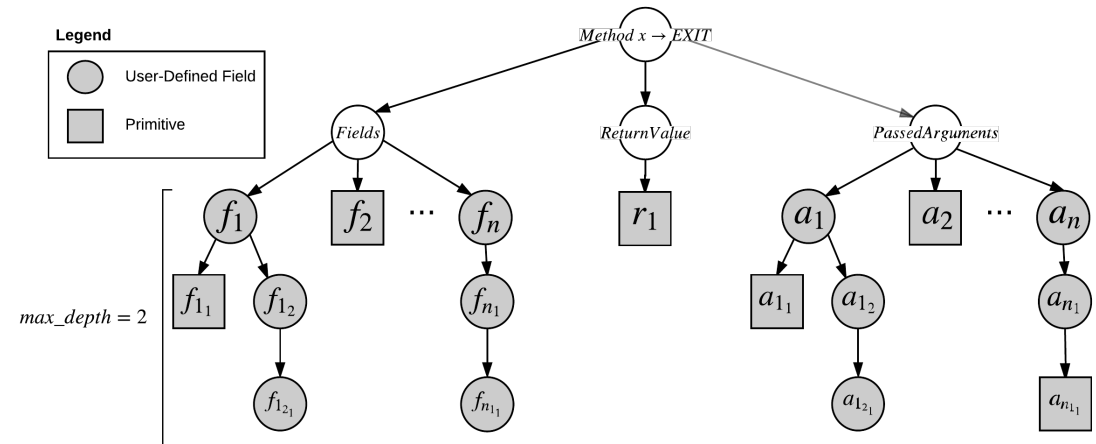 Legend
User-Defined Field
Primitive
Method x → EXIT
Fields
ReturnValue
PassedArguments
f₁ f₂ ... fₙ r₁ a₁ a₂ ... aₙ
f₁₁ f₁₂ fₙ₁ a₁₁ a₁₂ aₙ₁
max_depth = 2
f₁₂₁ fₙ₁₁ a₁₂₁ aₙ₁₁